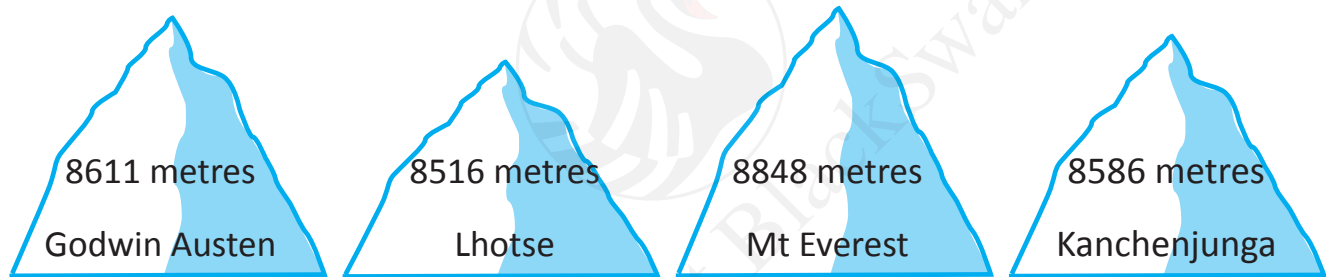 8611 metres
Godwin Austen
8516 metres
Lhotse
8848 metres
Mt Everest
8586 metres
Kanchenjunga